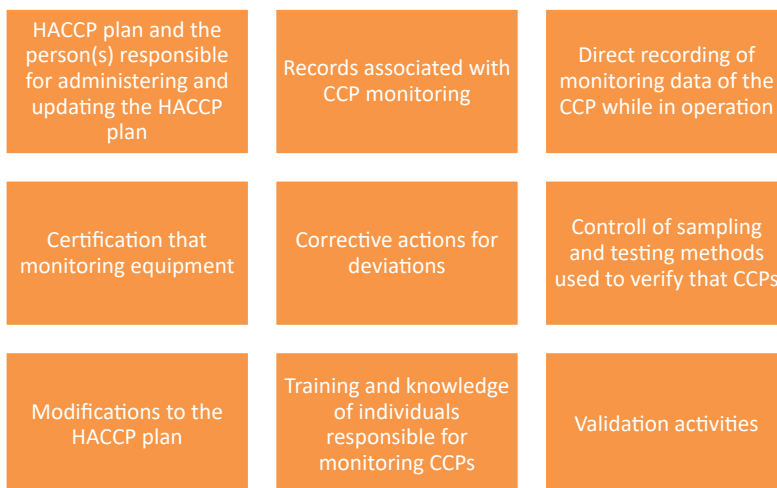 HACCP plan and the
person(s) responsible
for administering and
updating the HACCP
plan
Records associated with
CCP monitoring
Direct recording of
monitoring data of the
CCP while in operation
Certification that
monitoring equipment
Corrective actions for
deviations
Controll of sampling
and testing methods
used to verify that CCPs
Modifications to the
HACCP plan
Training and knowledge
of individuals
responsible for
monitoring CCPs
Validation activities